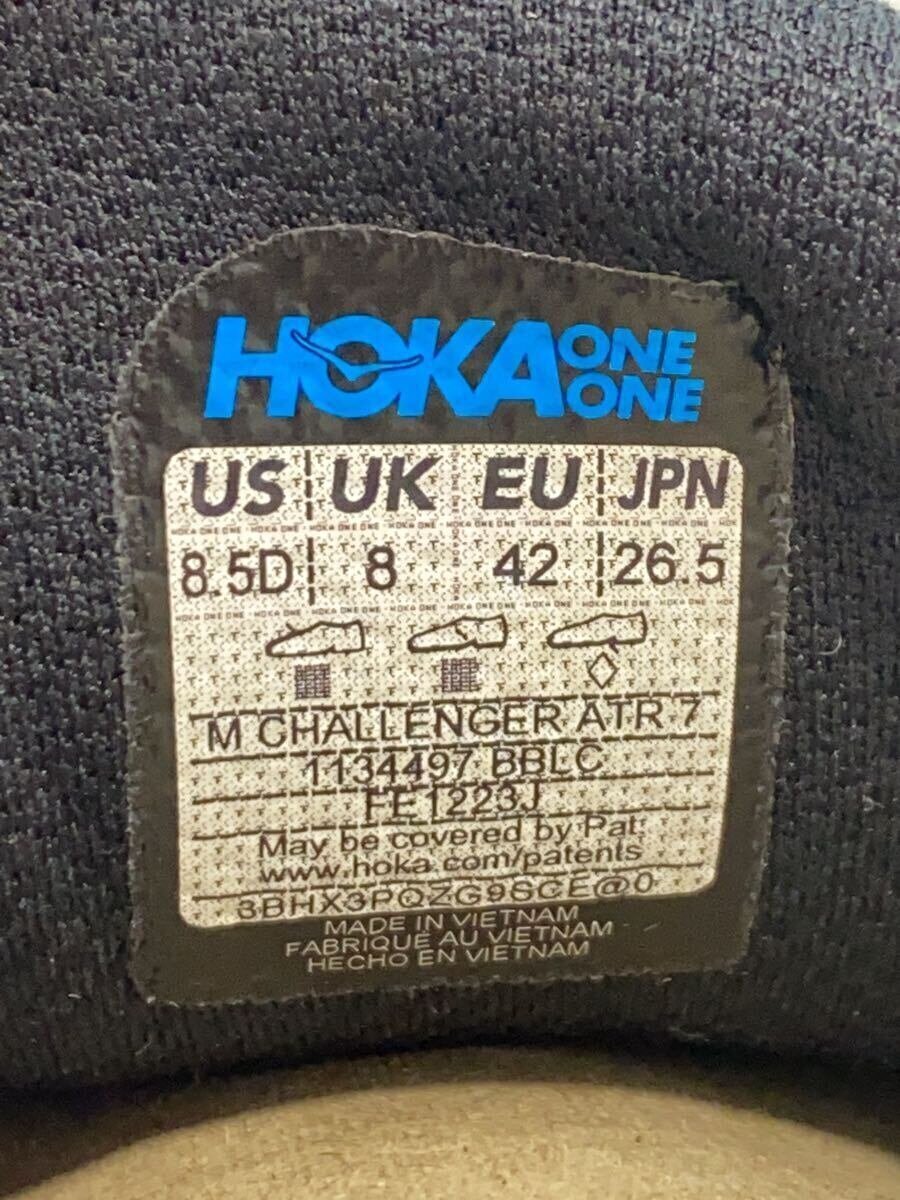 HOKA ONE ONE
US UK EU JPN
8.5D 8 42 26.5
M CHALLENGER ATR 7
1134497 BBLC
FE1223J
May be covered by Pat:
www.hoka.com/patents
3BHX3PQZG9SCE@0
MADE IN VIETNAM
FABRIQUÉ AU VIETNAM
HECHO EN VIETNAM